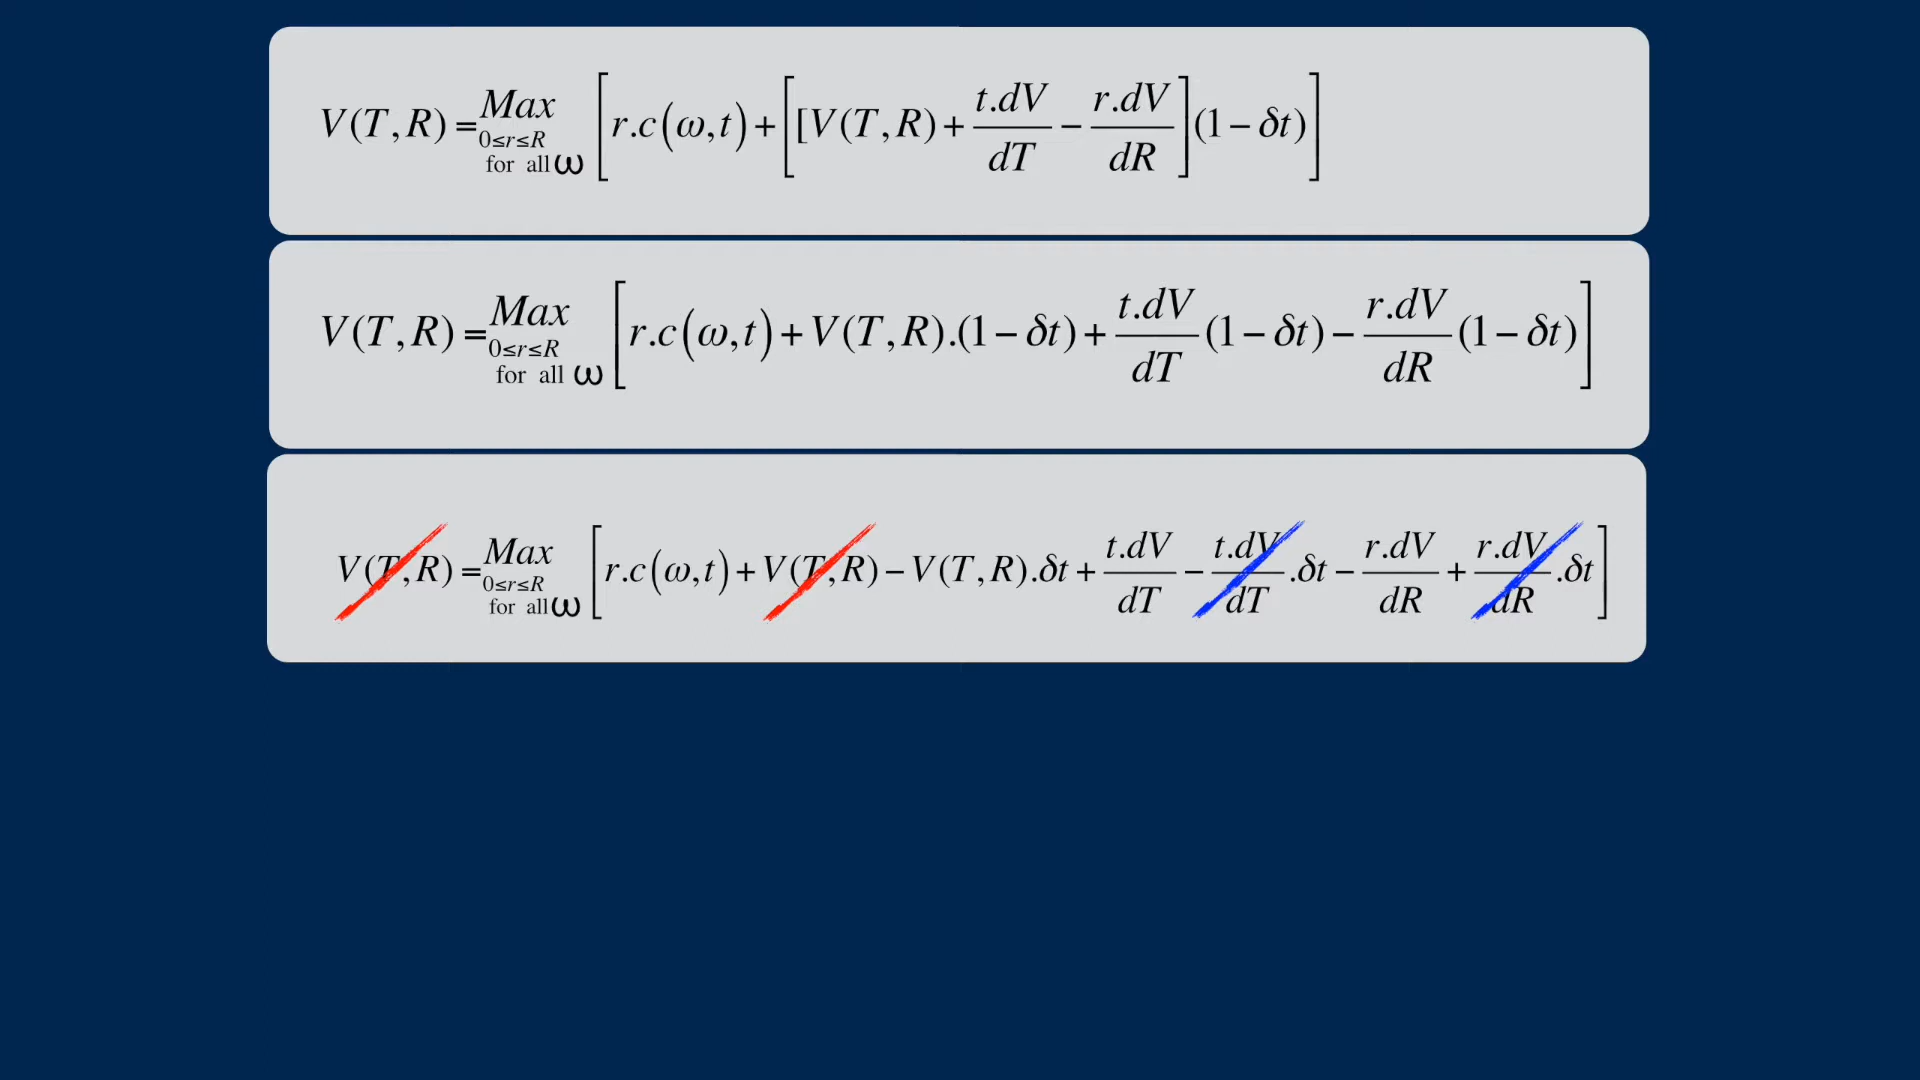 V(T,R) = Max 0≤r≤R for all ω [r.c(ω,t) + [[V(T,R) + t.dV/dT − r.dV/dR](1 − δt)]
V(T,R) = Max 0≤r≤R for all ω [r.c(ω,t) + V(T,R).(1 − δt) + t.dV/dT (1 − δt) − r.dV/dR (1 − δt)]
V(T,R) = Max 0≤r≤R for all ω [r.c(ω,t) + V(T,R) − V(T,R).δt + t.dV/dT − t.dV/dT .δt − r.dV/dR + r.dV/dR .δt]